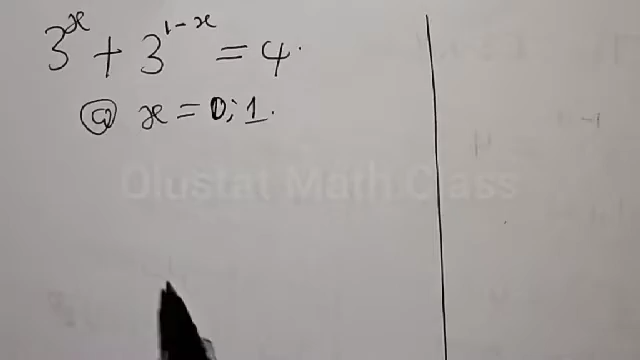 3^x + 3^(1-x) = 4.
@ x = 0; 1.
Olustat Math Class